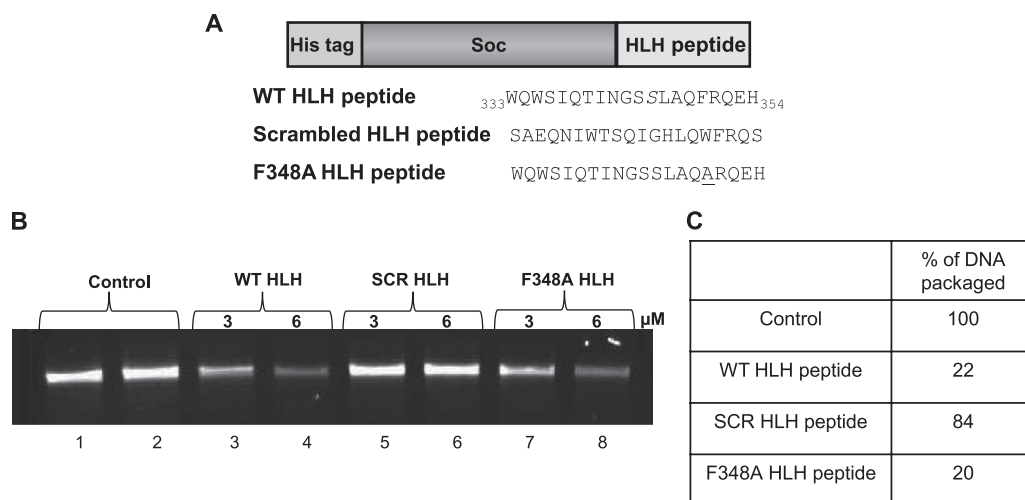 A
His tag Soc HLH peptide
WT HLH peptide 333WQWSIQTINGSSLAQFRQEH354
Scrambled HLH peptide SAEQNIWTSQIGHLQWFRQS
F348A HLH peptide WQWSIQTINGSSLAQARQEH
B
Control WT HLH SCR HLH F348A HLH
3 6 3 6 3 6 µM
1 2 3 4 5 6 7 8
C
% of DNA
packaged
Control 100
WT HLH peptide 22
SCR HLH peptide 84
F348A HLH peptide 20